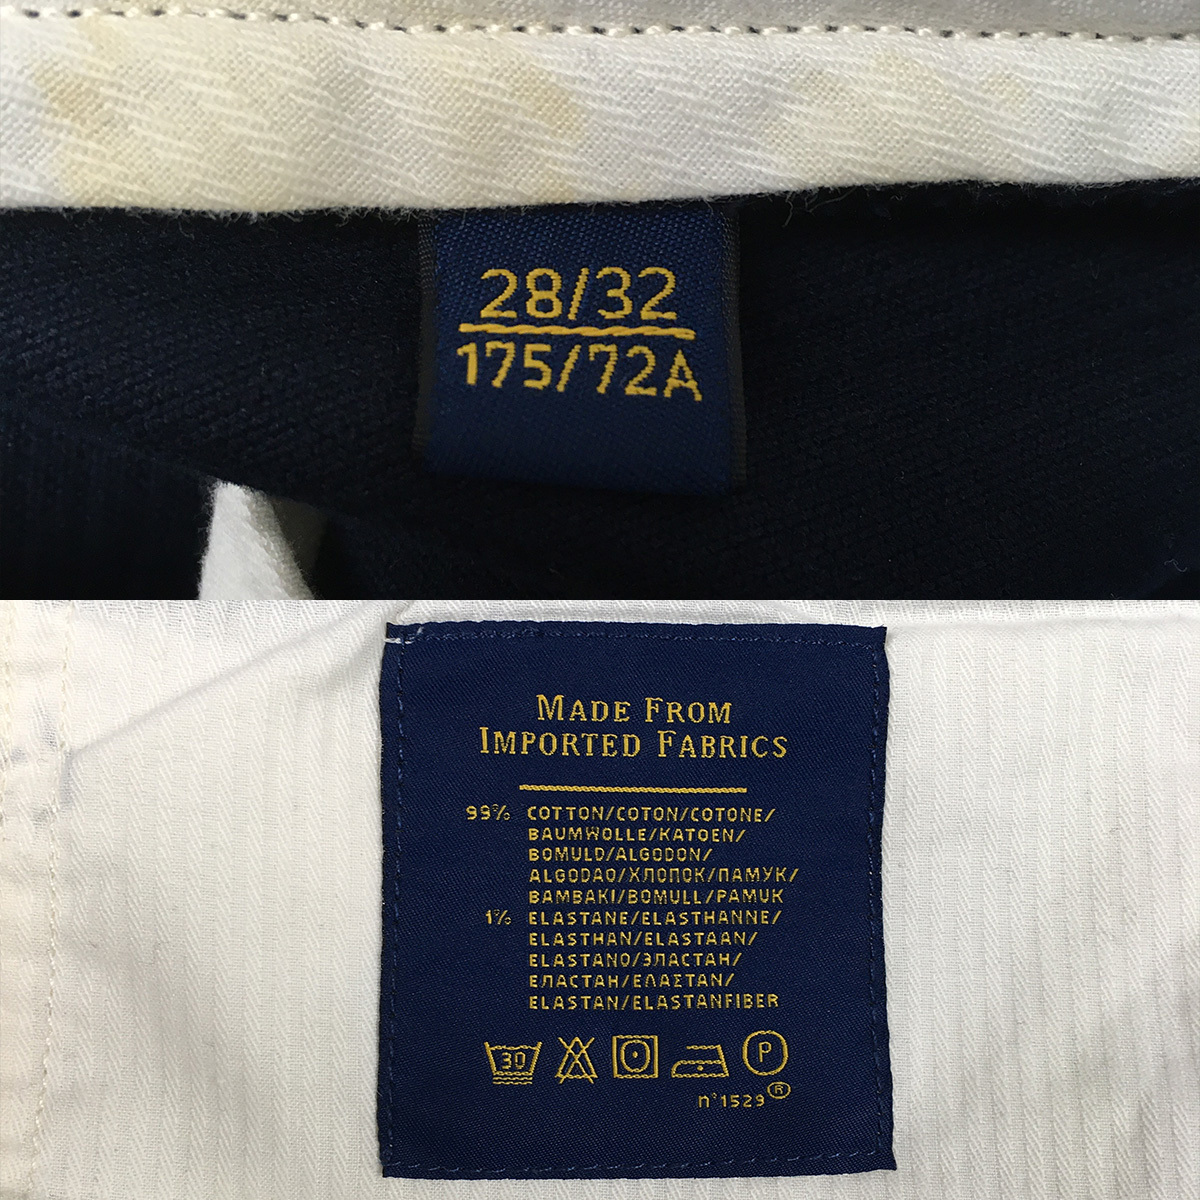 28/32
175/72A
MADE FROM
IMPORTED FABRICS
99% COTTON/COTON/COTONE/
BAUMWOLLE/KATOEN/
BOMULD/ALGODON/
ALGODAO/ХЛОПОК/ПАМУК/
BAMBAKI/BOMULL/PAMUK
1% ELASTANE/ELASTHANNE/
ELASTHAN/ELASTAAN/
ELASTANO/ЭЛАСТАН/
ЕЛАСТАН/ΕΛΑΣΤΑΝ/
ELASTAN/ELASTANFIBER
30 P
n°1529®